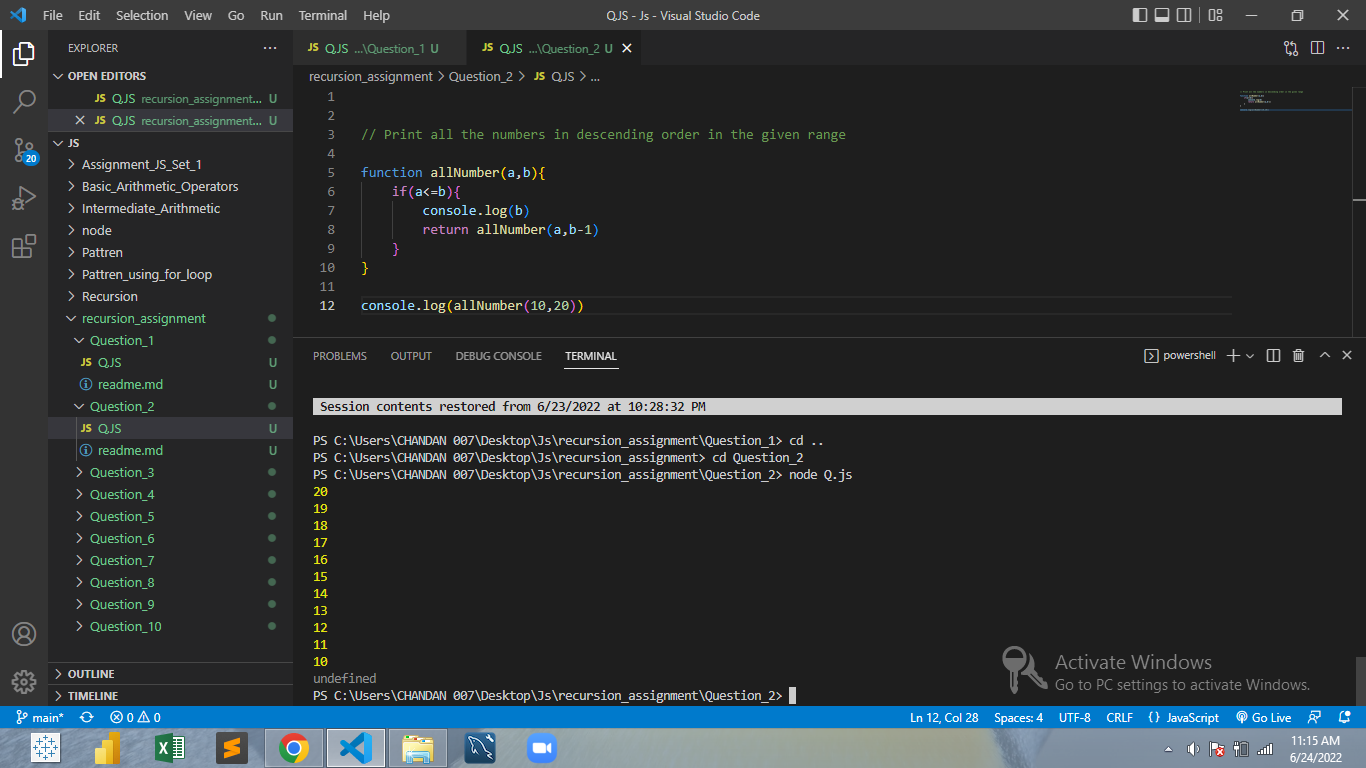 File Edit Selection View Go Run Terminal Help
Q.JS - Js - Visual Studio Code
EXPLORER
OPEN EDITORS
JS Q.JS recursion_assignment... U
JS Q.JS recursion_assignment... U
JS
Assignment_JS_Set_1
Basic_Arithmetic_Operators
Intermediate_Arithmetic
node
Pattren
Pattren_using_for_loop
Recursion
recursion_assignment
Question_1
JS Q.JS U
readme.md U
Question_2
JS Q.JS U
readme.md U
Question_3
Question_4
Question_5
Question_6
Question_7
Question_8
Question_9
Question_10
OUTLINE
TIMELINE
20
JS Q.JS ...\Question_1 U
JS Q.JS ...\Question_2 U
recursion_assignment > Question_2 > JS Q.JS > ...
1
2
3 // Print all the numbers in descending order in the given range
4
5 function allNumber(a,b){
6 if(a<=b){
7 console.log(b)
8 return allNumber(a,b-1)
9 }
10 }
11
12 console.log(allNumber(10,20))
PROBLEMS OUTPUT DEBUG CONSOLE TERMINAL
powershell
Session contents restored from 6/23/2022 at 10:28:32 PM
PS C:\Users\CHANDAN 007\Desktop\Js\recursion_assignment\Question_1> cd ..
PS C:\Users\CHANDAN 007\Desktop\Js\recursion_assignment> cd Question_2
PS C:\Users\CHANDAN 007\Desktop\Js\recursion_assignment\Question_2> node Q.js
20
19
18
17
16
15
14
13
12
11
10
undefined
PS C:\Users\CHANDAN 007\Desktop\Js\recursion_assignment\Question_2>
Activate Windows
Go to PC settings to activate Windows.
main* 0 0
Ln 12, Col 28 Spaces: 4 UTF-8 CRLF {} JavaScript Go Live
11:15 AM
6/24/2022